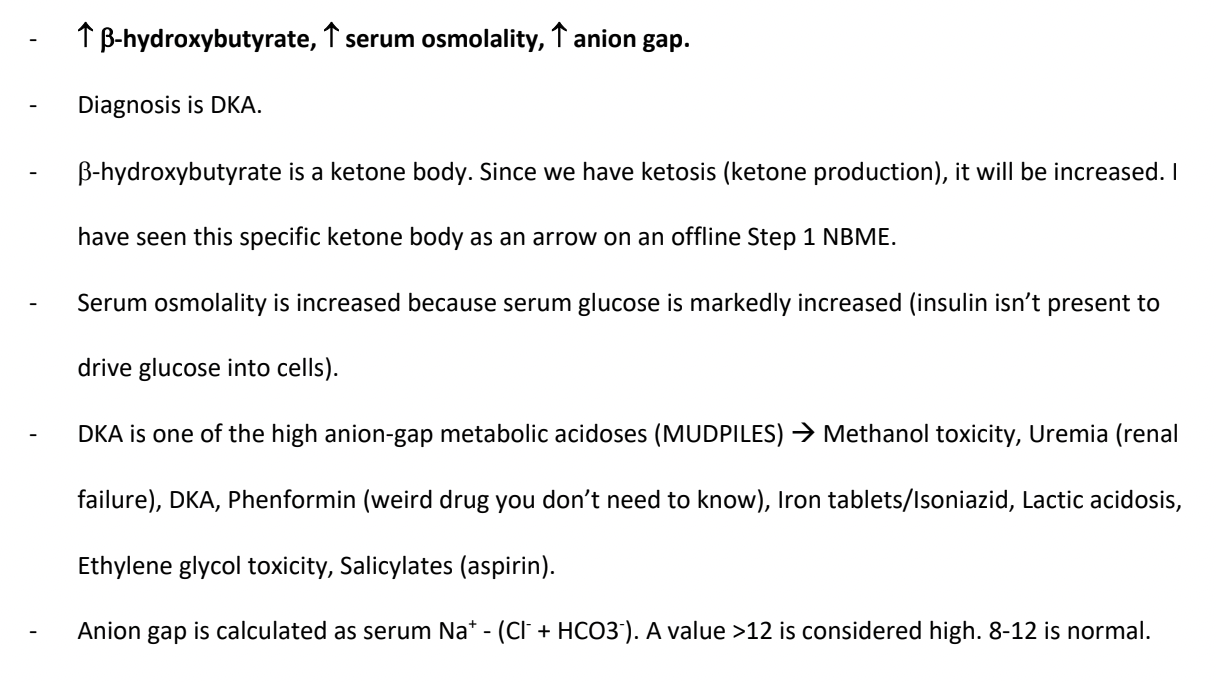 - ↑ β-hydroxybutyrate, ↑ serum osmolality, ↑ anion gap.
- Diagnosis is DKA.
- β-hydroxybutyrate is a ketone body. Since we have ketosis (ketone production), it will be increased. I
have seen this specific ketone body as an arrow on an offline Step 1 NBME.
- Serum osmolality is increased because serum glucose is markedly increased (insulin isn’t present to
drive glucose into cells).
- DKA is one of the high anion-gap metabolic acidoses (MUDPILES) → Methanol toxicity, Uremia (renal
failure), DKA, Phenformin (weird drug you don’t need to know), Iron tablets/Isoniazid, Lactic acidosis,
Ethylene glycol toxicity, Salicylates (aspirin).
- Anion gap is calculated as serum Na⁺ - (Cl⁻ + HCO3⁻). A value >12 is considered high. 8-12 is normal.